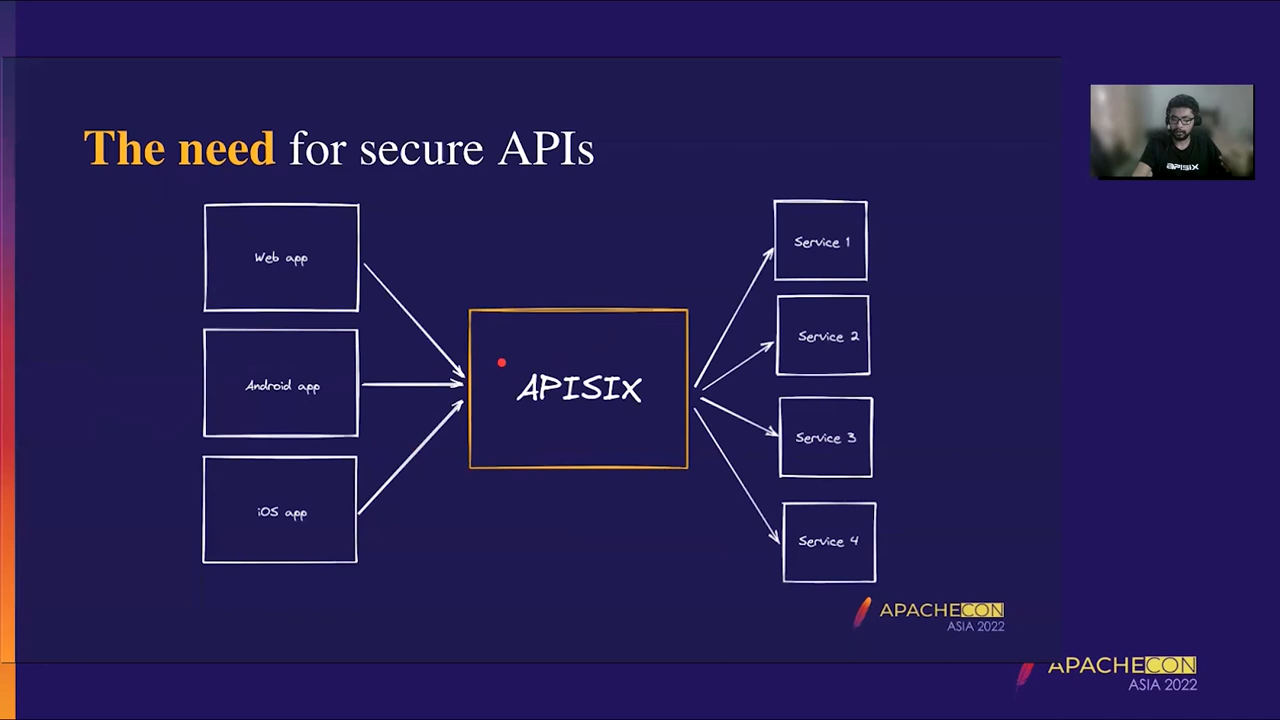 The need for secure APIs
Web app
Android app
iOS app
APISIX
Service 1
Service 2
Service 3
Service 4
APACHECON
ASIA 2022
APISIX
APACHECON
ASIA 2022